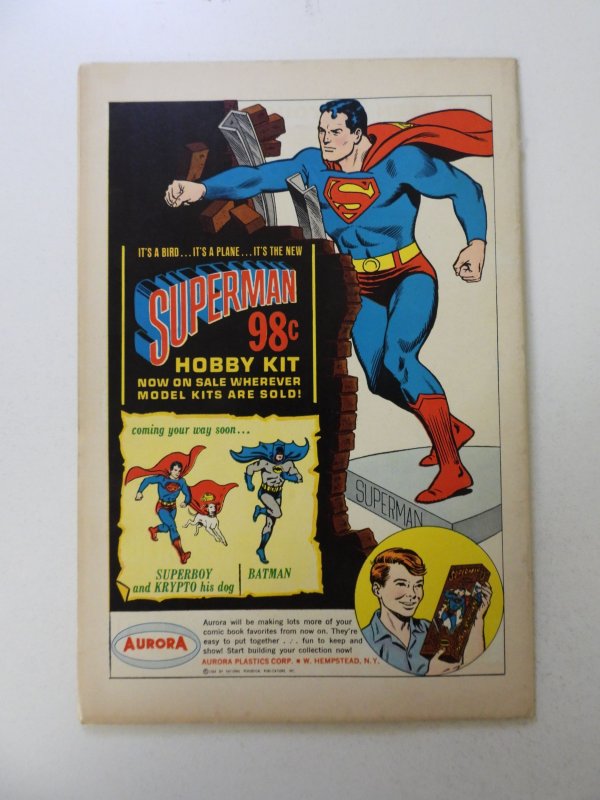 IT'S A BIRD...IT'S A PLANE...IT'S THE NEW
SUPERMAN
98c
HOBBY KIT
NOW ON SALE WHEREVER
MODEL KITS ARE SOLD!
coming your way soon...
SUPERBOY
and KRYPTO his dog
BATMAN
SUPERMAN
SUPERMAN
AURORA
Aurora will be making lots more of your
comic book favorites from now on. They're
easy to put together ... fun to keep and
show! Start building your collection now!
AURORA PLASTICS CORP. ★ W. HEMPSTEAD, N.Y.